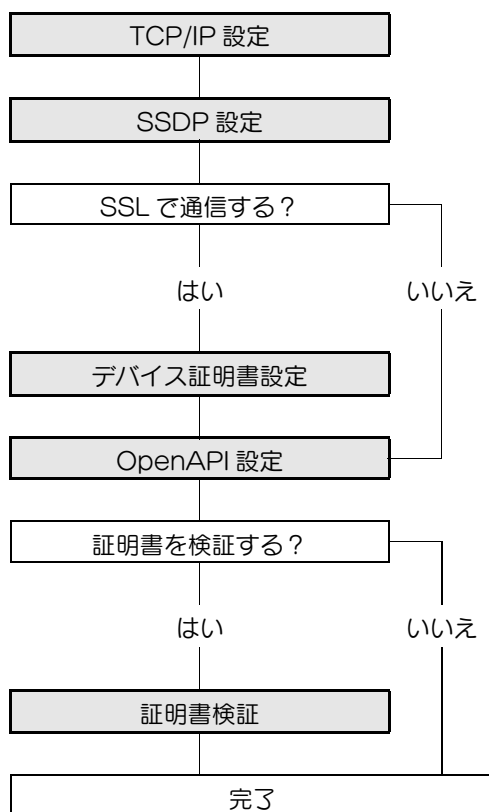 TCP/IP 設定
SSDP 設定
SSL で通信する？
はい いいえ
デバイス証明書設定
OpenAPI 設定
証明書を検証する？
はい いいえ
証明書検証
完了